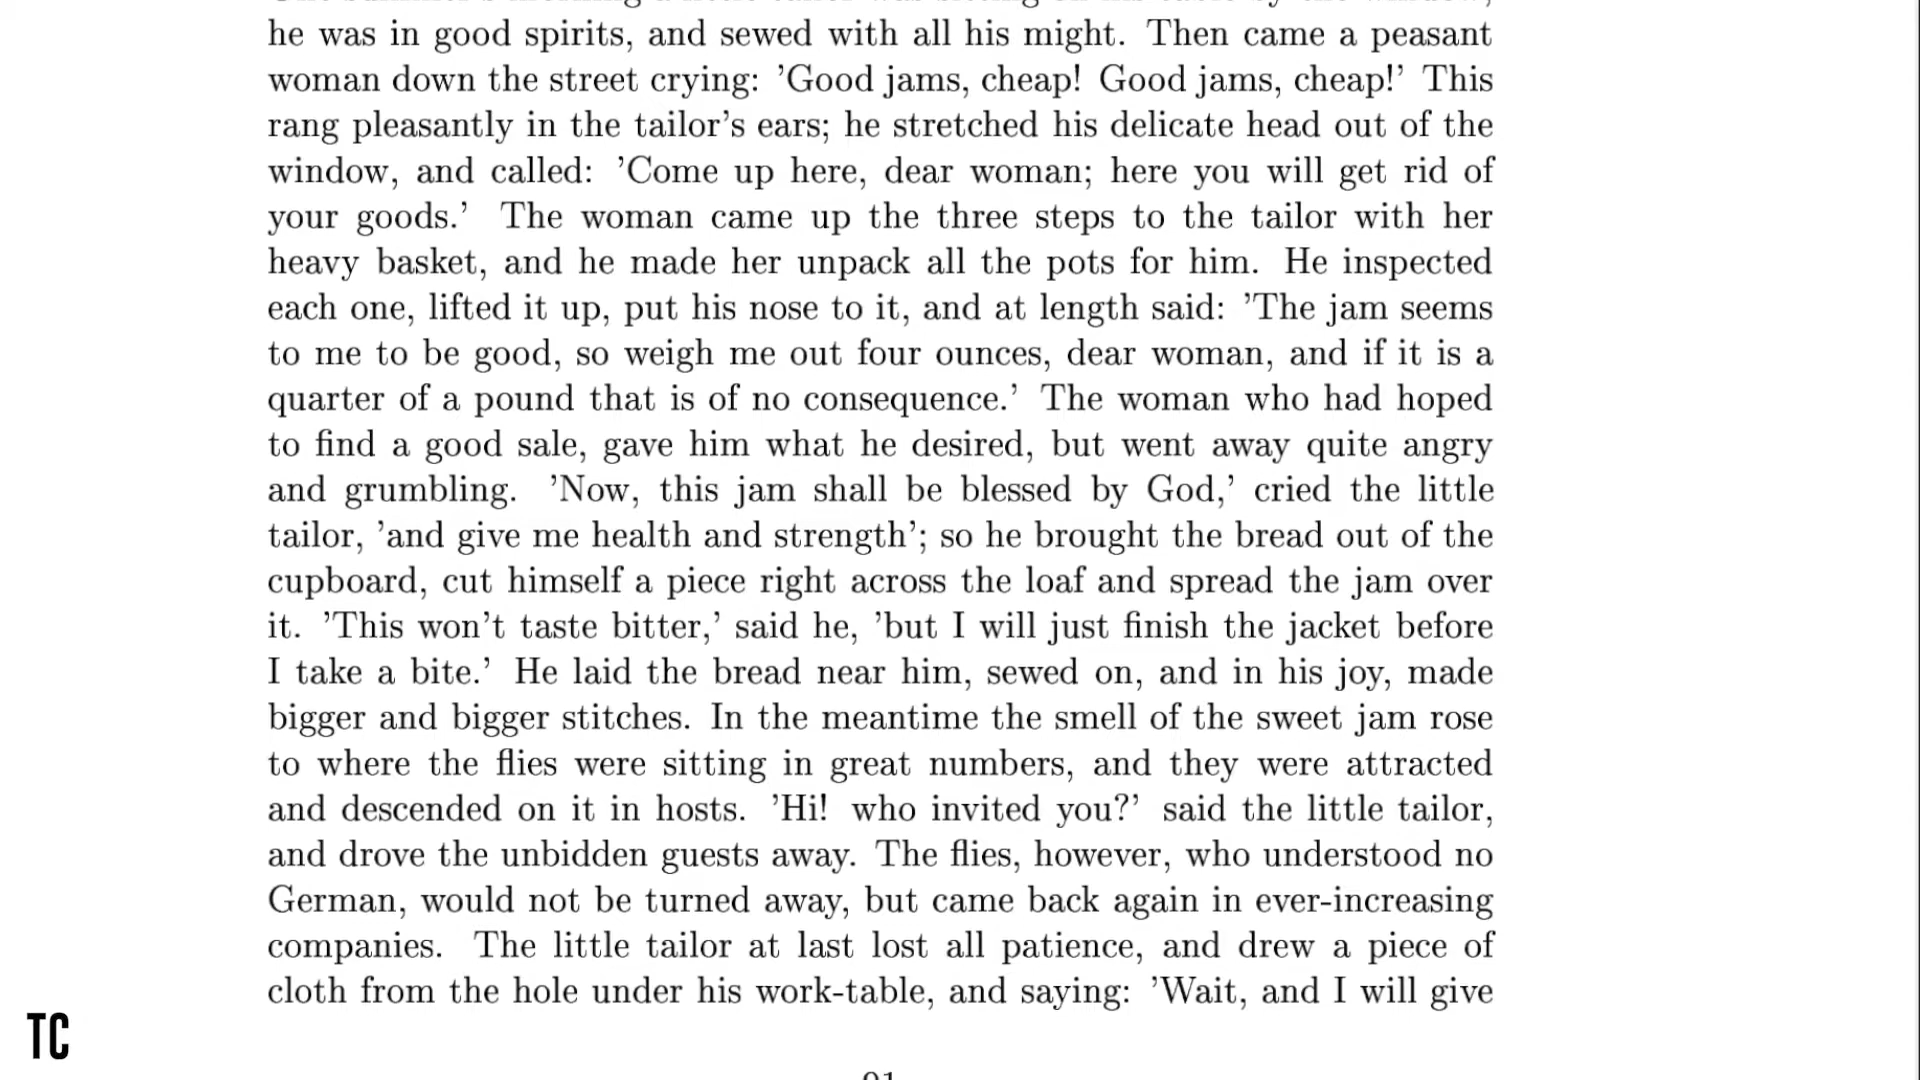 he was in good spirits, and sewed with all his might. Then came a peasant
woman down the street crying: ’Good jams, cheap! Good jams, cheap!’ This
rang pleasantly in the tailor’s ears; he stretched his delicate head out of the
window, and called: ’Come up here, dear woman; here you will get rid of
your goods.’ The woman came up the three steps to the tailor with her
heavy basket, and he made her unpack all the pots for him. He inspected
each one, lifted it up, put his nose to it, and at length said: ’The jam seems
to me to be good, so weigh me out four ounces, dear woman, and if it is a
quarter of a pound that is of no consequence.’ The woman who had hoped
to find a good sale, gave him what he desired, but went away quite angry
and grumbling. ’Now, this jam shall be blessed by God,’ cried the little
tailor, ’and give me health and strength’; so he brought the bread out of the
cupboard, cut himself a piece right across the loaf and spread the jam over
it. ’This won’t taste bitter,’ said he, ’but I will just finish the jacket before
I take a bite.’ He laid the bread near him, sewed on, and in his joy, made
bigger and bigger stitches. In the meantime the smell of the sweet jam rose
to where the flies were sitting in great numbers, and they were attracted
and descended on it in hosts. ’Hi! who invited you?’ said the little tailor,
and drove the unbidden guests away. The flies, however, who understood no
German, would not be turned away, but came back again in ever-increasing
companies. The little tailor at last lost all patience, and drew a piece of
cloth from the hole under his work-table, and saying: ’Wait, and I will give
TC